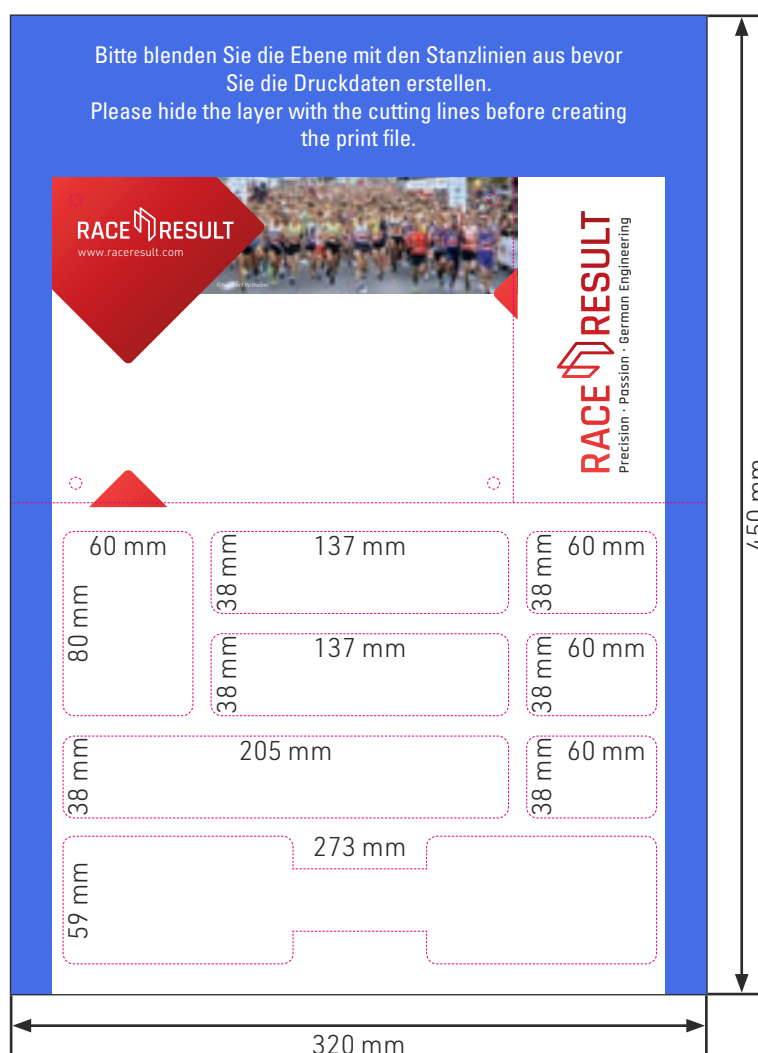 Bitte blenden Sie die Ebene mit den Stanzlinien aus bevor
Sie die Druckdaten erstellen.
Please hide the layer with the cutting lines before creating
the print file.
RACE RESULT
www.raceresult.com
©Norbert Wilhelmi
RACE RESULT
Precision · Passion · German Engineering
450 mm
60 mm
80 mm
137 mm
38 mm
60 mm
38 mm
137 mm
38 mm
60 mm
38 mm
205 mm
38 mm
60 mm
38 mm
273 mm
59 mm
320 mm